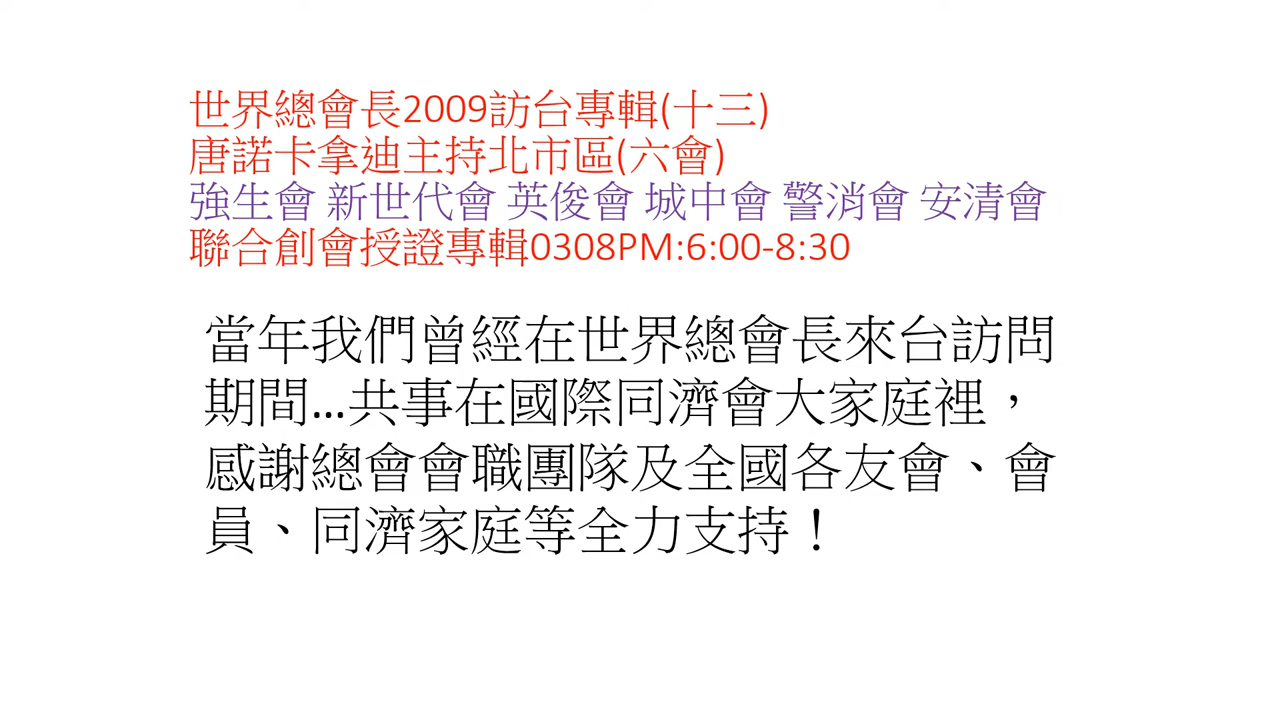 世界總會長2009訪台專輯(十三)
唐諾卡拿迪主持北市區(六會)
強生會 新世代會 英俊會 城中會 警消會 安清會
聯合創會授證專輯0308PM:6:00-8:30
當年我們曾經在世界總會長來台訪問
期間...共事在國際同濟會大家庭裡，
感謝總會會職團隊及全國各友會、會
員、同濟家庭等全力支持！